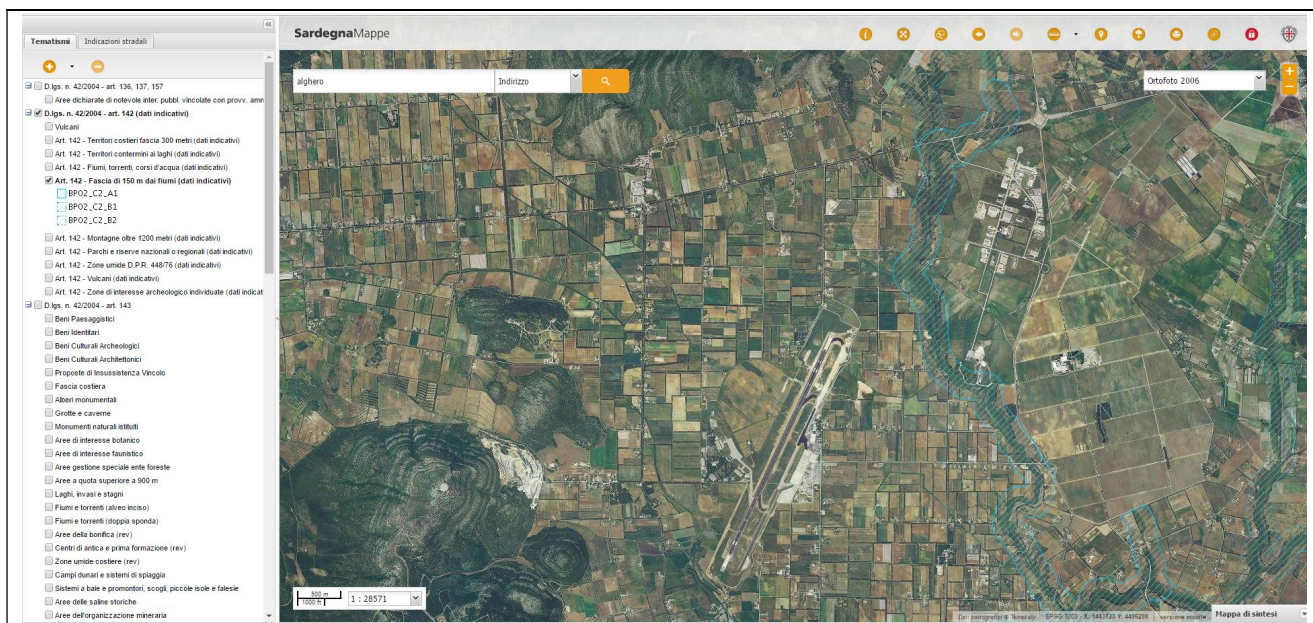 Tematismi
Indicazioni stradali
SardegnaMappe
alghero
Indirizzo
Ortofoto 2006
D.lgs. n. 42/2004 - art. 136, 137, 157
Aree dichiarate di notevole inter. pubbl. vincolate con provv. amm
D.lgs. n. 42/2004 - art. 142 (dati indicativi)
Vulcani
Art. 142 - Territori costieri fascia 300 metri (dati indicativi)
Art. 142 - Territori contermini ai laghi (dati indicativi)
Art. 142 - Fiumi, torrenti, corsi d'acqua (dati indicativi)
Art. 142 - Fascia di 150 m dai fiumi (dati indicativi)
BP02_C2_A1
BP02_C2_B1
BP02_C2_B2
Art. 142 - Montagne oltre 1200 metri (dati indicativi)
Art. 142 - Parchi e riserve nazionali o regionali (dati indicativi)
Art. 142 - Zone umide D.P.R. 448/76 (dati indicativi)
Art. 142 - Vulcani (dati indicativi)
Art. 142 - Zone di interesse archeologico individuate (dati indicat
D.lgs. n. 42/2004 - art. 143
Beni Paesaggistici
Beni Identitari
Beni Culturali Archeologici
Beni Culturali Architettonici
Proposte di Insussistenza Vincolo
Fascia costiera
Alberi monumentali
Grotte e caverne
Monumenti naturali istituiti
Aree di interesse botanico
Aree di interesse faunistico
Aree gestione speciale ente foreste
Aree a quota superiore a 900 m
Laghi, invasi e stagni
Fiumi e torrenti (alveo inciso)
Fiumi e torrenti (doppia sponda)
Aree della bonifica (rev)
Centri di antica e prima formazione (rev)
Zone umide costiere (rev)
Campi dunari e sistemi di spiaggia
Sistemi a baie e promontori, scogli, piccole isole e falesie
Aree delle saline storiche
Aree dell'organizzazione mineraria
500 m
1000 ft
1 : 28571
Mappa di sintesi